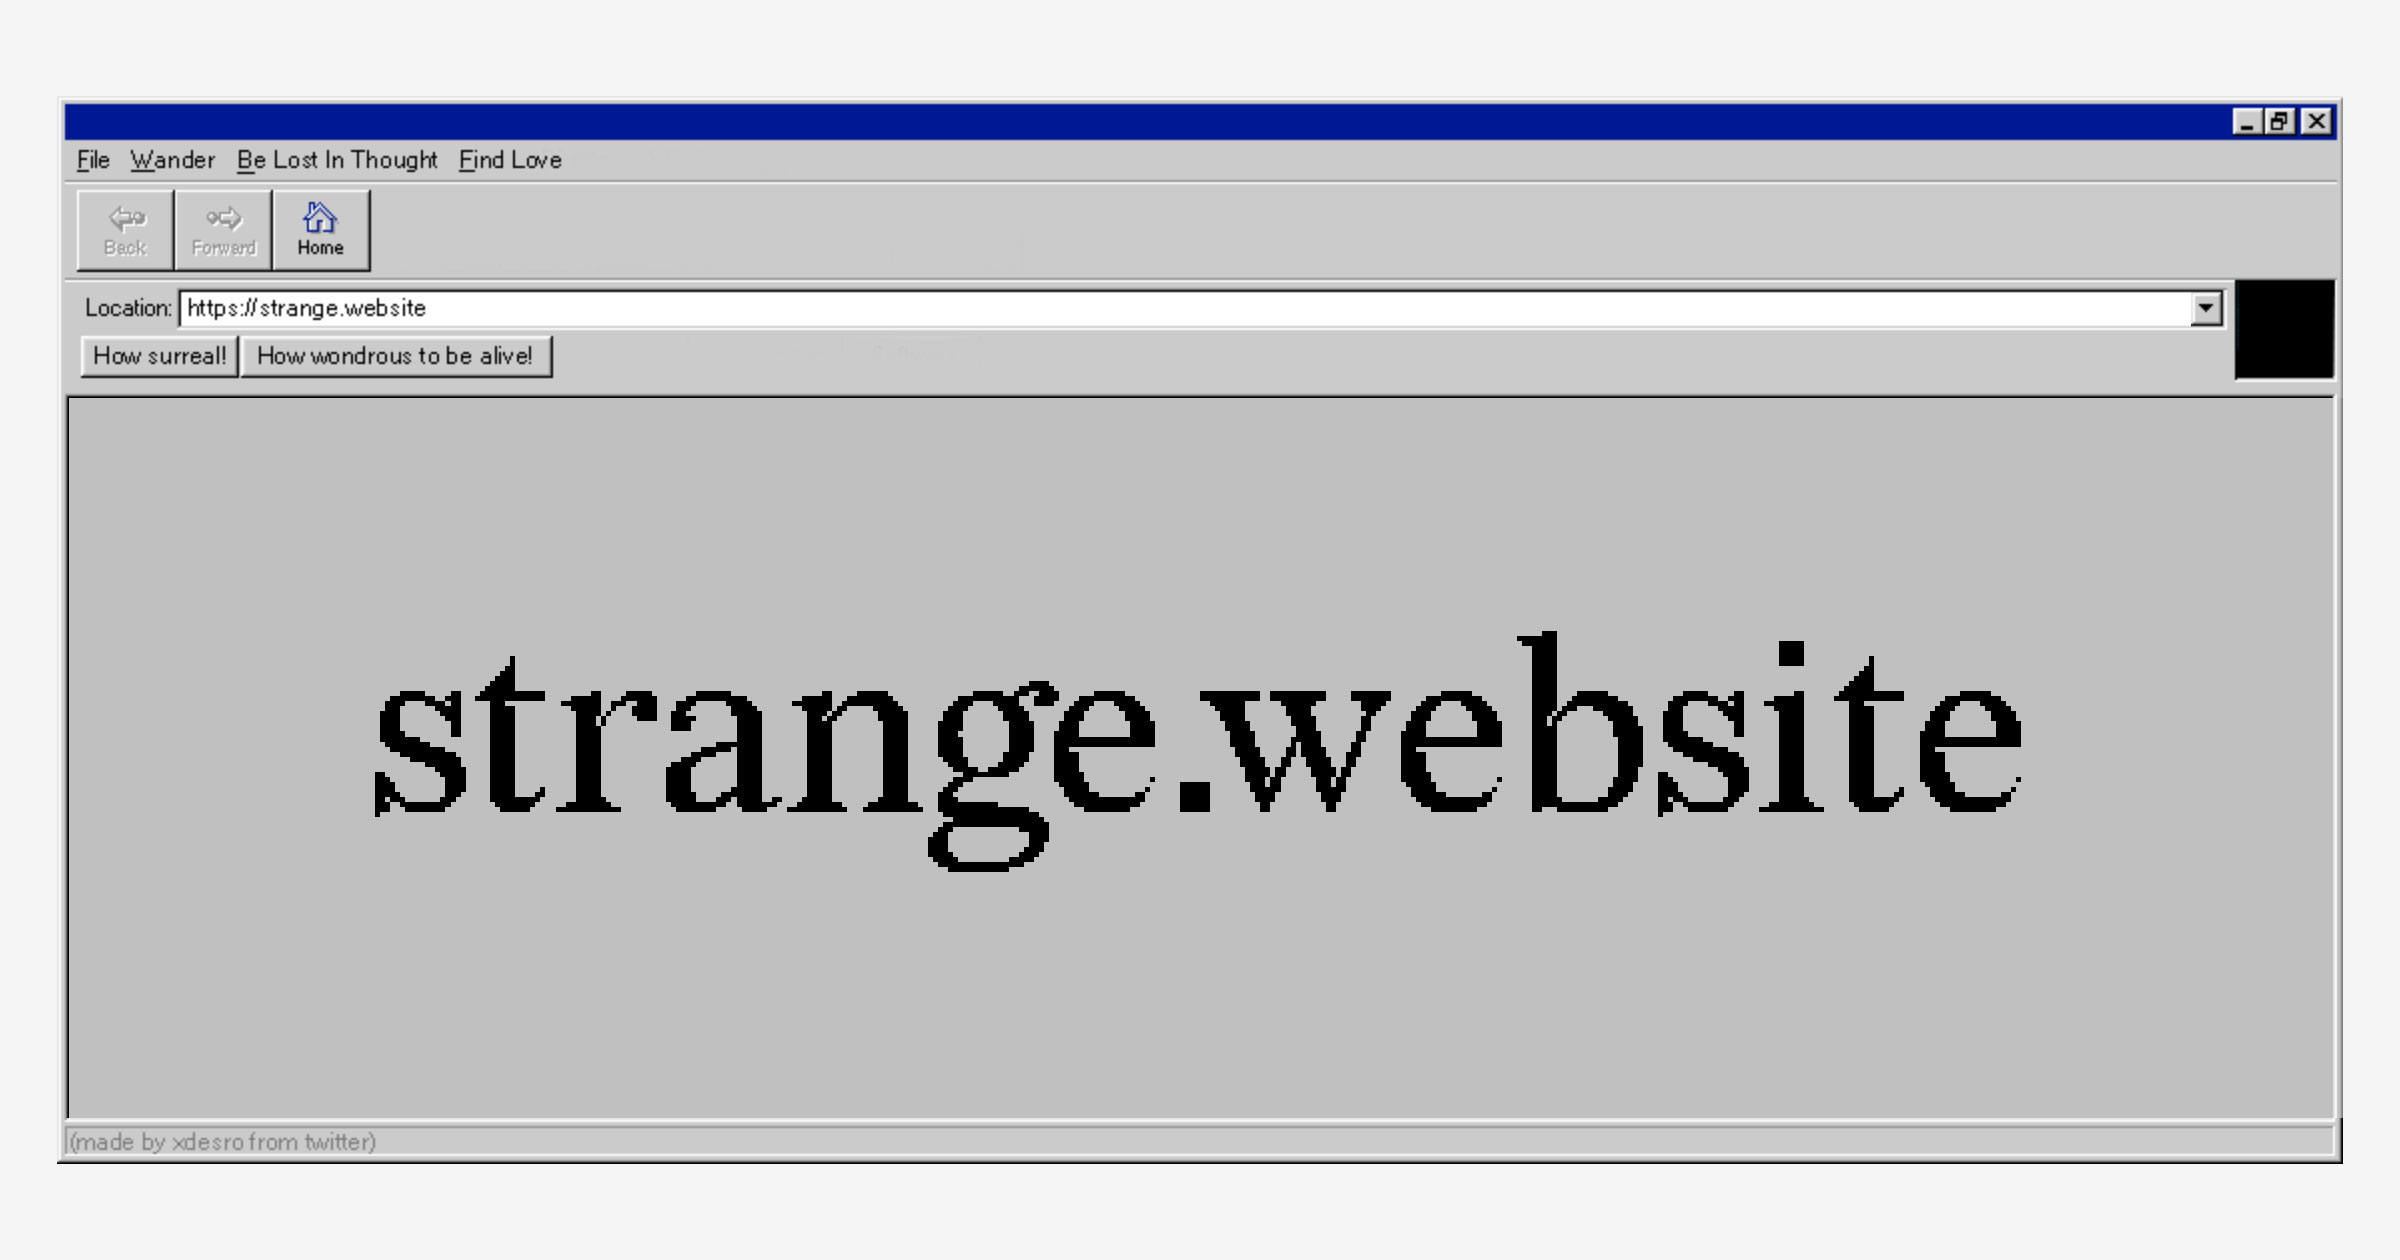 File Wander Be Lost In Thought Find Love
Back Forward Home
Location: https://strange.website
How surreal! How wondrous to be alive!
strange.website
(made by xdesro from twitter)